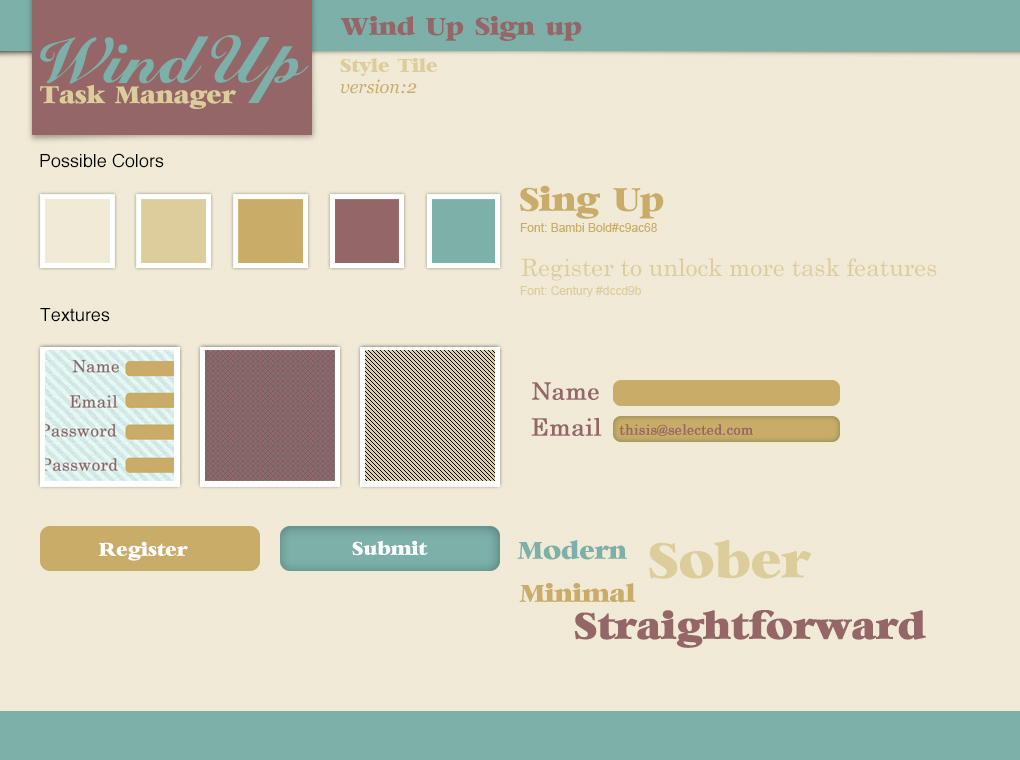 Wind Up
Task Manager
Wind Up Sign up
Style Tile
version:2
Possible Colors
Sing Up
Font: Bambi Bold#c9ac68
Register to unlock more task features
Font: Century #dccd9b
Textures
Name
Email
Password
Password
Name
Email thisis@selected.com
Register
Submit
Modern
Sober
Minimal
Straightforward